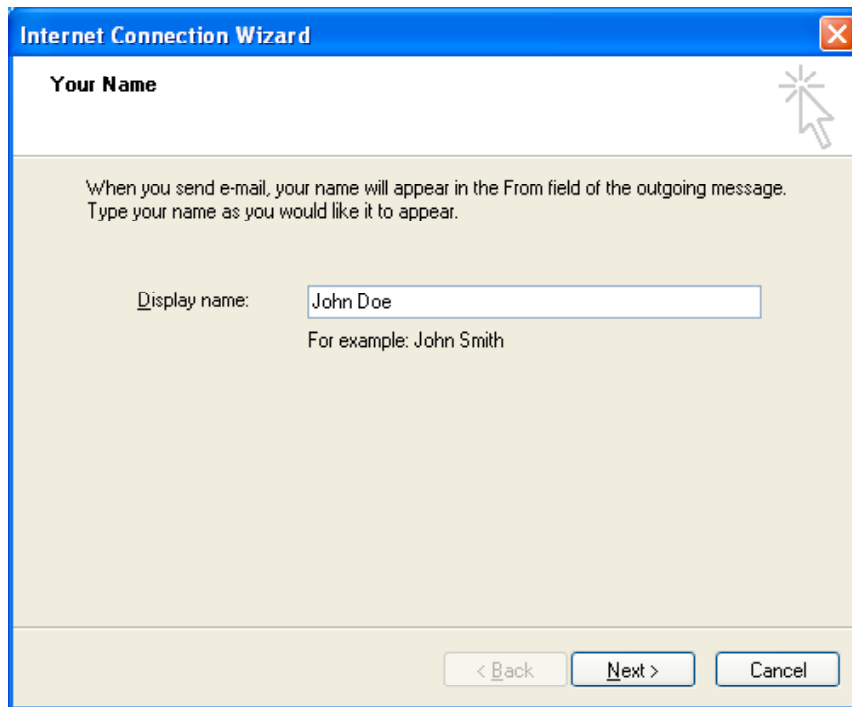 Internet Connection Wizard
Your Name
When you send e-mail, your name will appear in the From field of the outgoing message.
Type your name as you would like it to appear.
Display name: John Doe
For example: John Smith
< Back Next > Cancel